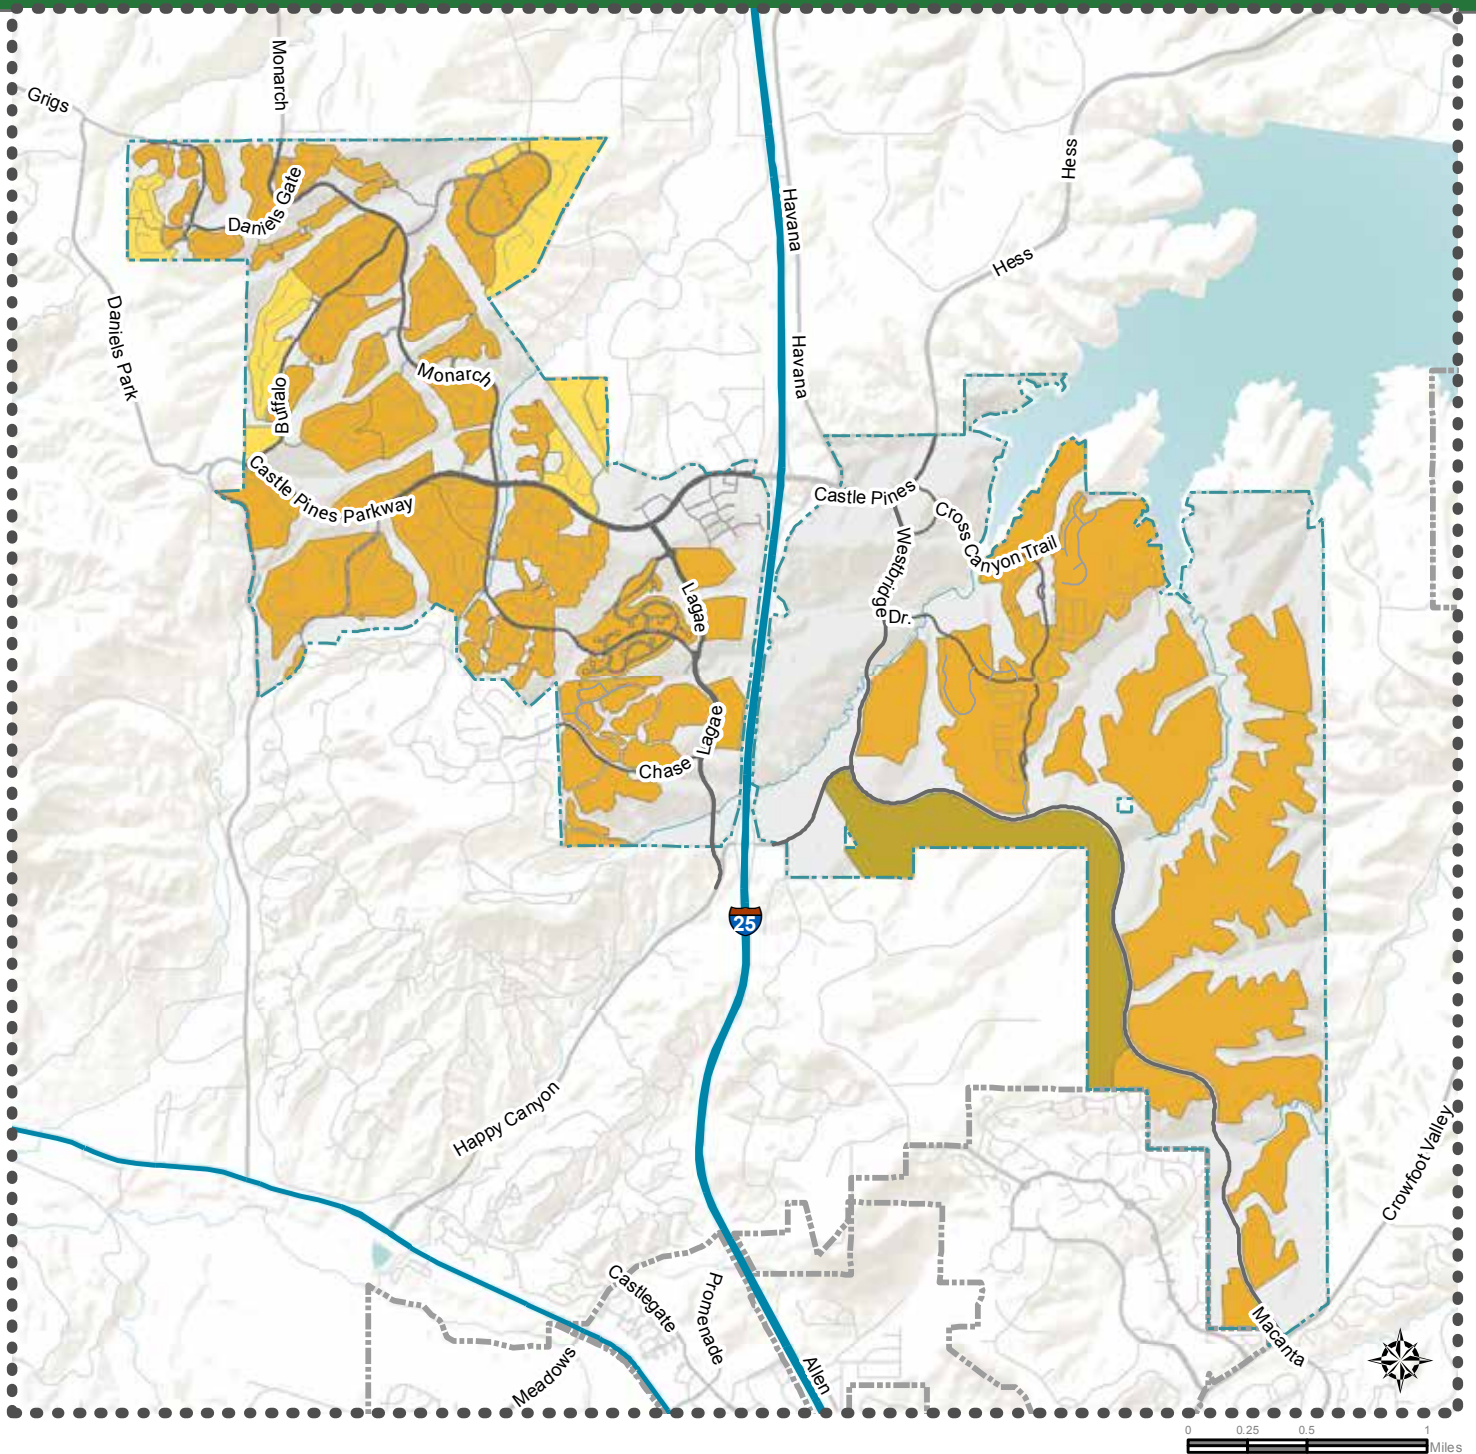 Monarch
Grigs
Hess
Daniels Gate
Havana
Hess
Daniels Park
Havana
Monarch
Buffalo
Castle Pines Parkway
Castle Pines
Cross Canyon Trail
Westbridge Dr.
Lagae
Lagae
Chase
25
Happy Canyon
Crowfoot Valley
Castlegate
Promenade
Meadows
Allen
Macanta
0 0.25 0.5 1
Miles